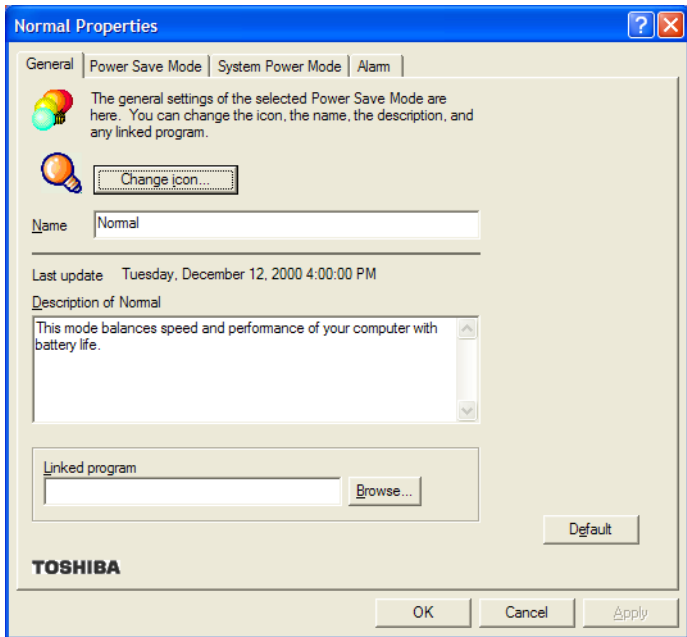 Normal Properties
General
Power Save Mode
System Power Mode
Alarm
The general settings of the selected Power Save Mode are
here. You can change the icon, the name, the description, and
any linked program.
Change icon...
Name
Normal
Last update
Tuesday, December 12, 2000 4:00:00 PM
Description of Normal
This mode balances speed and performance of your computer with
battery life.
Linked program
Browse...
Default
TOSHIBA
OK
Cancel
Apply